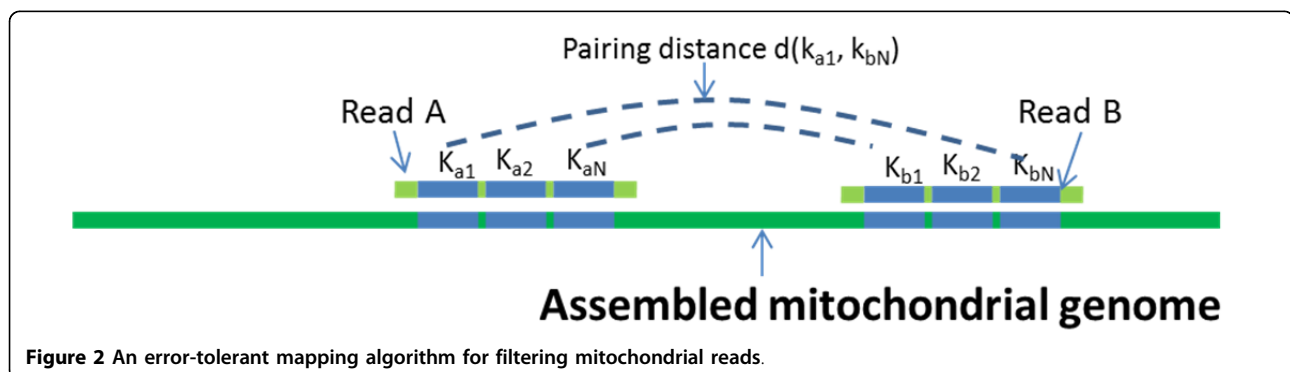 Pairing distance d(ka1, kbN)
Read A
Read B
Ka1 Ka2 KaN
Kb1 Kb2 KbN
Assembled mitochondrial genome
Figure 2 An error-tolerant mapping algorithm for filtering mitochondrial reads.